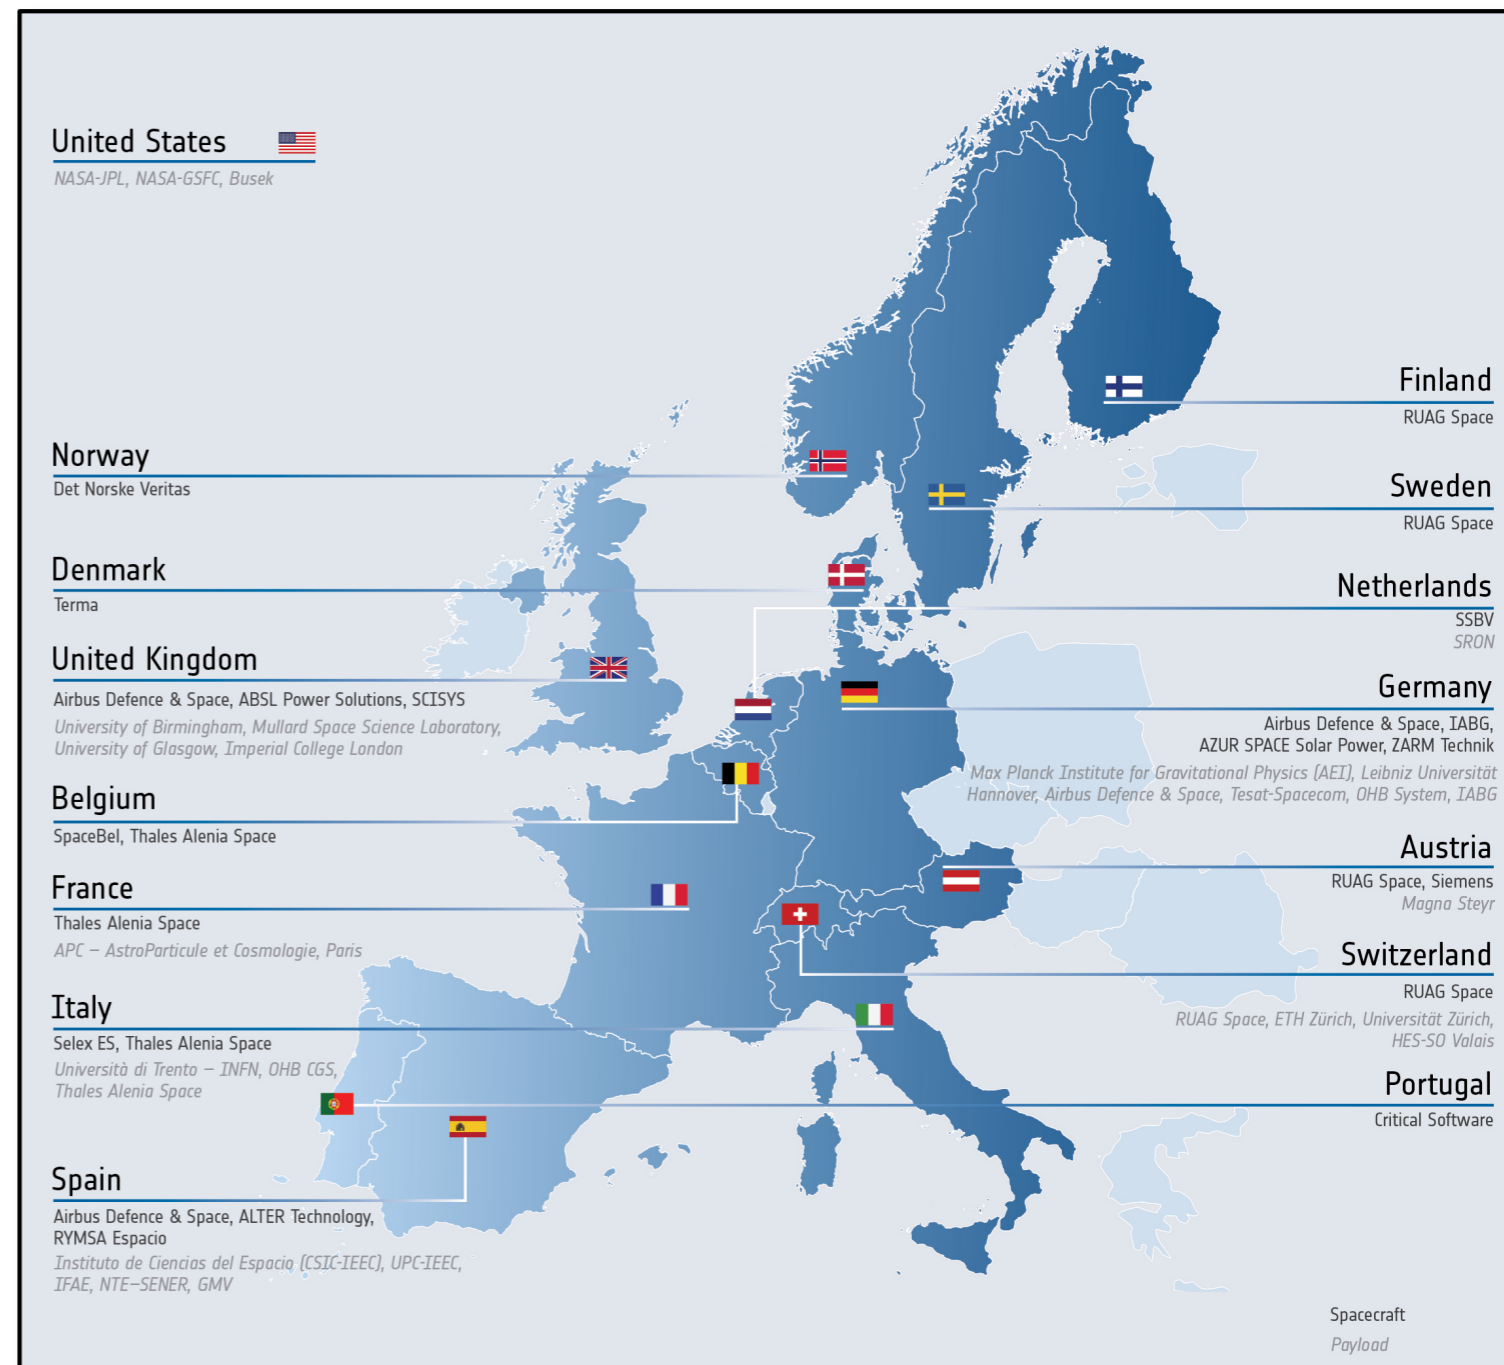 United States
NASA-JPL, NASA-GSFC, Busek
Norway
Det Norske Veritas
Denmark
Terma
United Kingdom
Airbus Defence & Space, ABSL Power Solutions, SCISYS
University of Birmingham, Mullard Space Science Laboratory,
University of Glasgow, Imperial College London
Belgium
SpaceBel, Thales Alenia Space
France
Thales Alenia Space
APC – AstroParticule et Cosmologie, Paris
Italy
Selex ES, Thales Alenia Space
Università di Trento – INFN, OHB CGS,
Thales Alenia Space
Spain
Airbus Defence & Space, ALTER Technology,
RYMSA Espacio
Instituto de Ciencias del Espacio (CSIC-IEEC), UPC-IEEC,
IFAE, NTE–SENER, GMV
Finland
RUAG Space
Sweden
RUAG Space
Netherlands
SSBV
SRON
Germany
Airbus Defence & Space, IABG,
AZUR SPACE Solar Power, ZARM Technik
Max Planck Institute for Gravitational Physics (AEI), Leibniz Universität
Hannover, Airbus Defence & Space, Tesat-Spacecom, OHB System, IABG
Austria
RUAG Space, Siemens
Magna Steyr
Switzerland
RUAG Space
RUAG Space, ETH Zürich, Universität Zürich,
HES-SO Valais
Portugal
Critical Software
Spacecraft
Payload